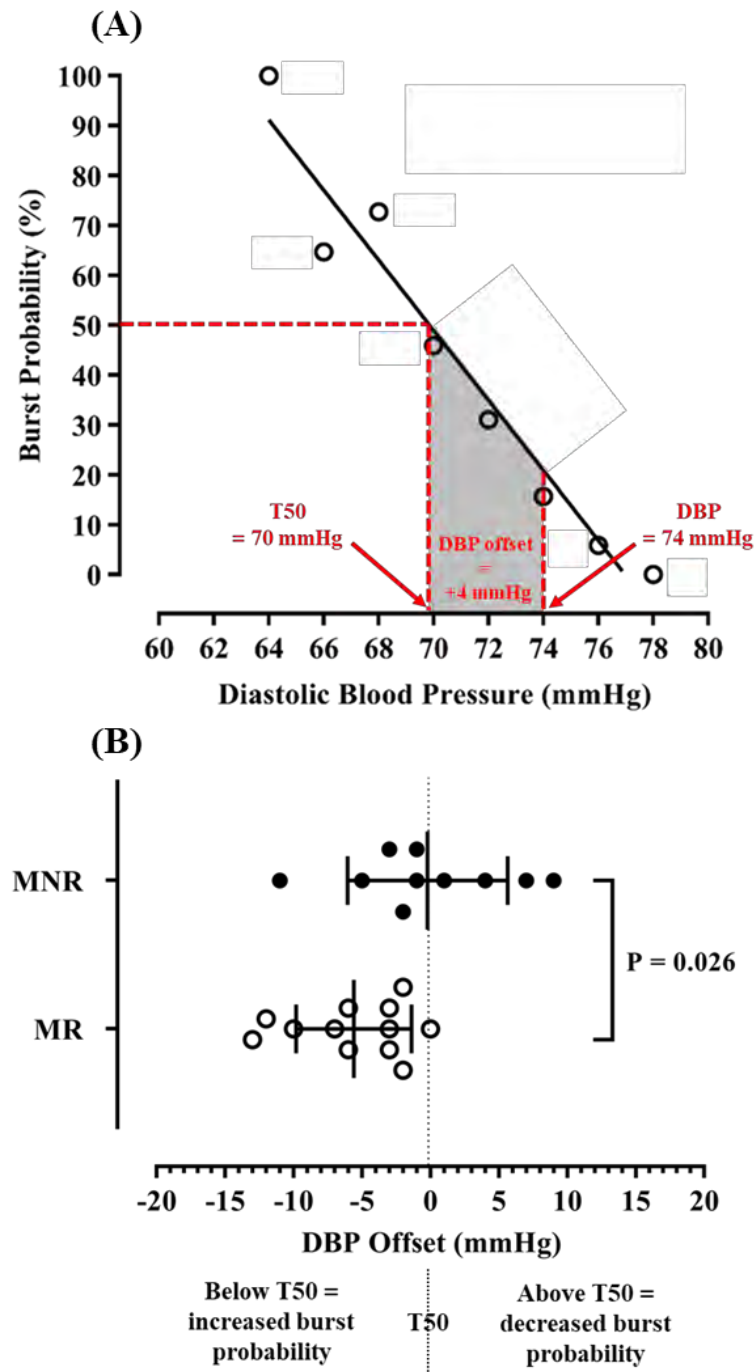 (A)
100
90
80
70
60
50
40
30
20
10
0
Burst Probability (%)
T50
= 70 mmHg
DBP offset
=
+4 mmHg
DBP
= 74 mmHg
60 62 64 66 68 70 72 74 76 78 80
Diastolic Blood Pressure (mmHg)
(B)
MNR
P = 0.026
MR
-20 -15 -10 -5 0 5 10 15 20
DBP Offset (mmHg)
Below T50 =
increased burst
probability
T50
Above T50 =
decreased burst
probability